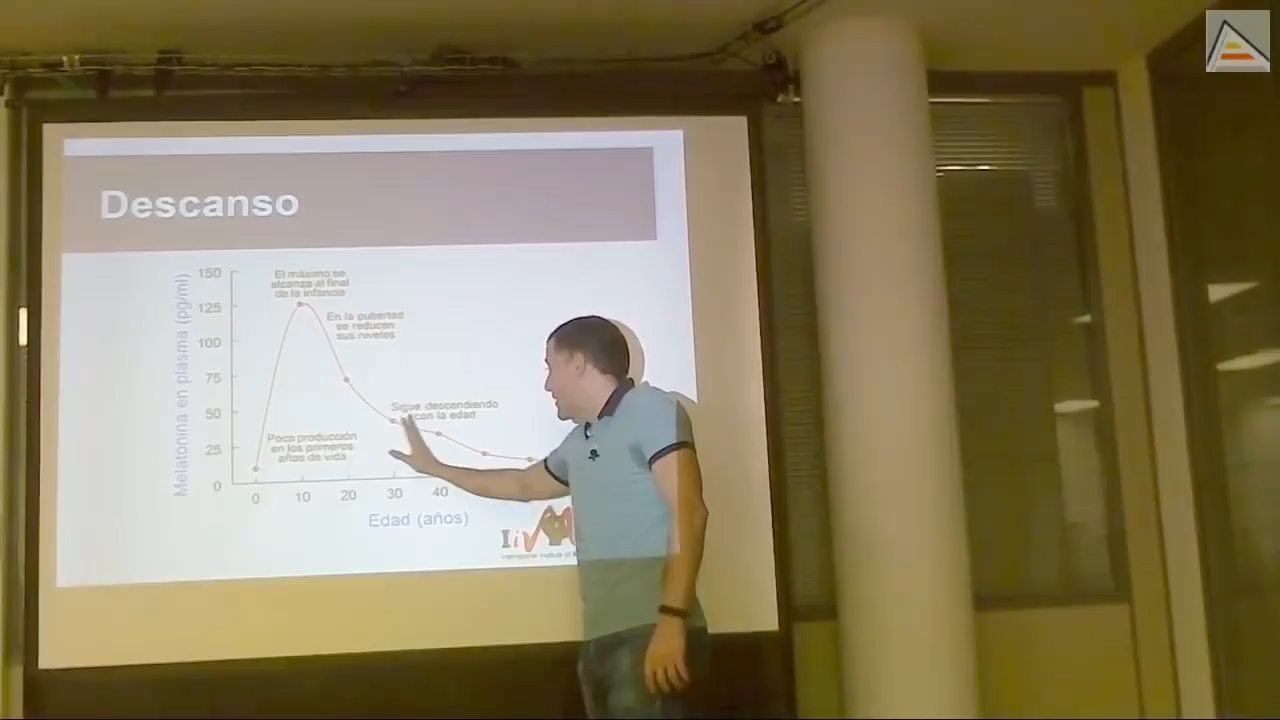 Descanso
Melatonina en plasma (pg/ml)
150
125
100
75
50
25
0
El máximo se
alcanza al final
de la infancia
En la pubertad
se reducen
sus niveles
Sigue descendiendo
con la edad
Poca producción
en los primeros
años de vida
0 10 20 30 40
Edad (años)